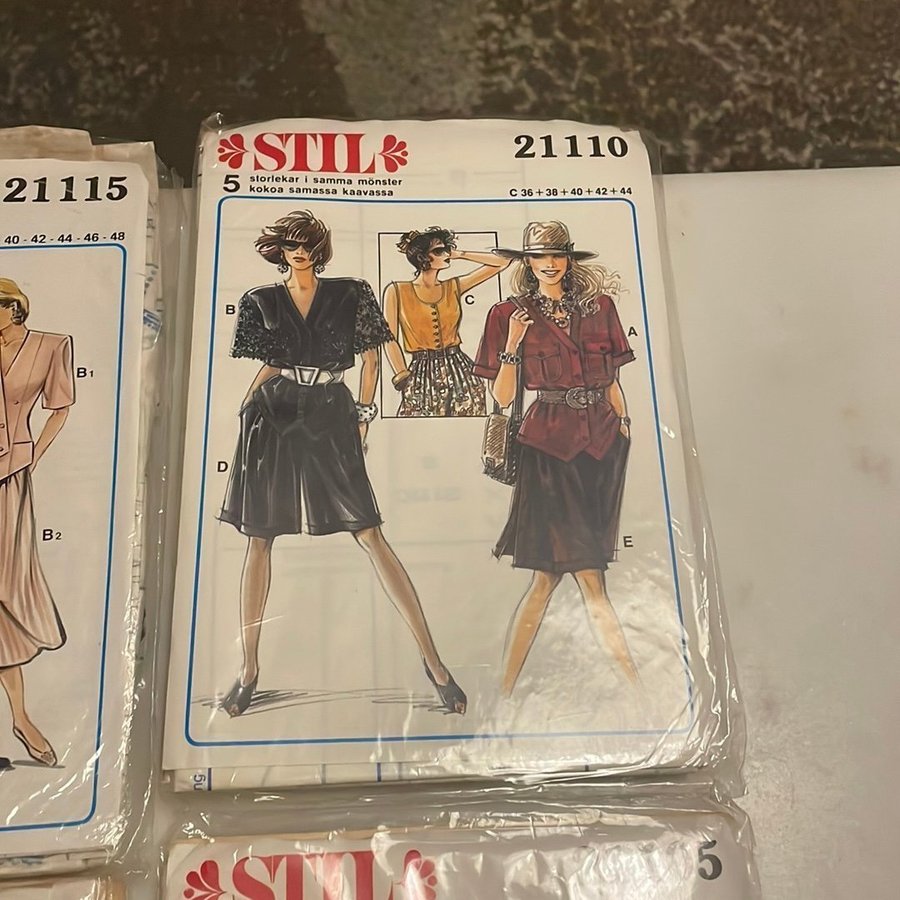 STIL
21110
5 storlekar i samma mönster
kokoa samassa kaavassa
C 36 + 38 + 40 + 42 + 44
B
C
A
D
E
21115
40 - 42 - 44 - 46 - 48
B1
B2
STIL
5